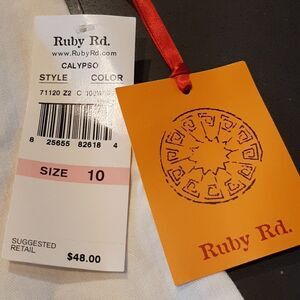 Ruby Rd.
www.RubyRd.com
CALYPSO
STYLE COLOR
71120 Z2 C
8 25655 82618 4
SIZE 10
SUGGESTED
RETAIL
$48.00
Ruby Rd.